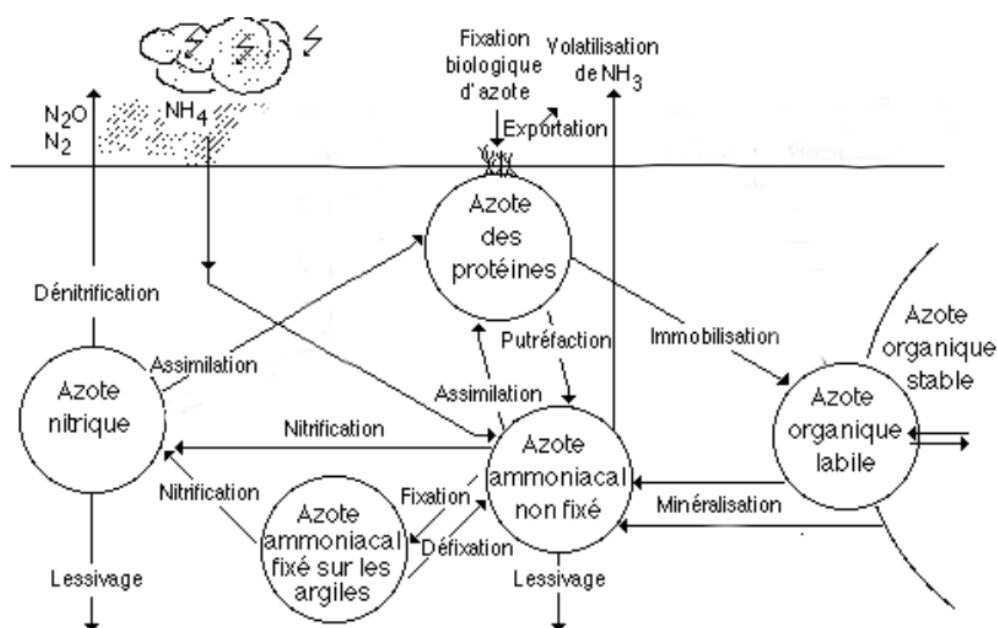 Fixation
biologique
d'azote
Volatilisation
de NH3
N2O
N2
NH4
Exportation
Azote
des
protéines
Dénitrification
Assimilation
Putréfaction
Immobilisation
Azote
organique
stable
Azote
nitrique
Assimilation
Azote
organique
labile
Nitrification
Azote
ammoniacal
non fixé
Nitrification
Fixation
Minéralisation
Azote
ammoniacal
fixé sur les
argiles
Défixation
Lessivage
Lessivage